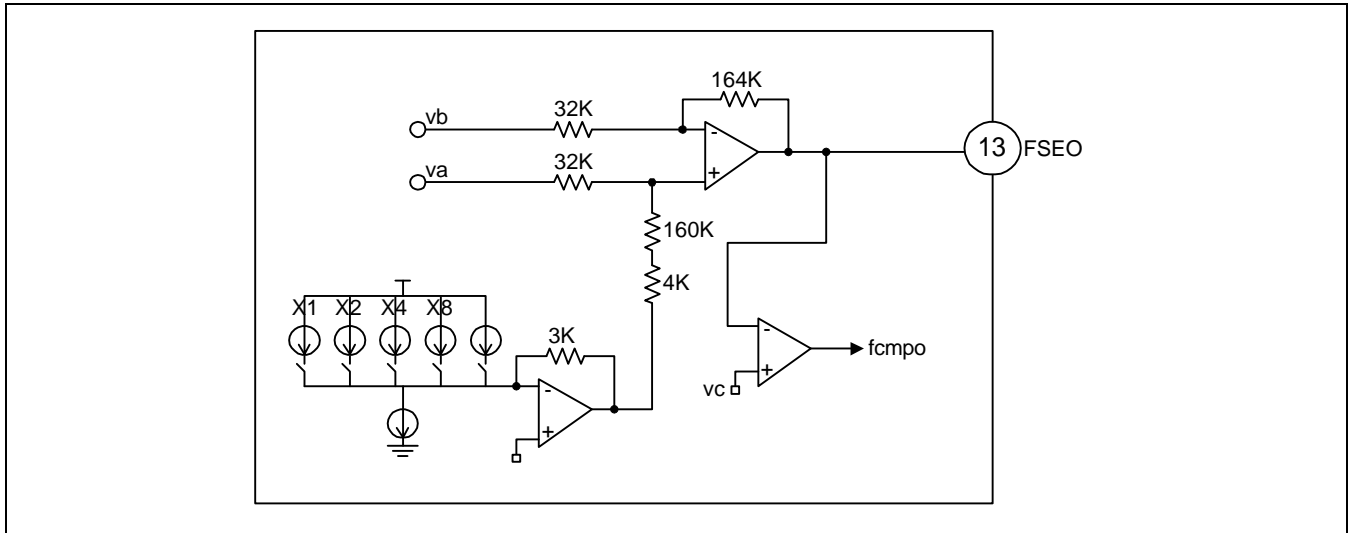 164K
vb
32K
-
13
FSEO
va
32K
+
160K
4K
X1
X2
X4
X8
3K
-
+
-
+
fcmpo
vc